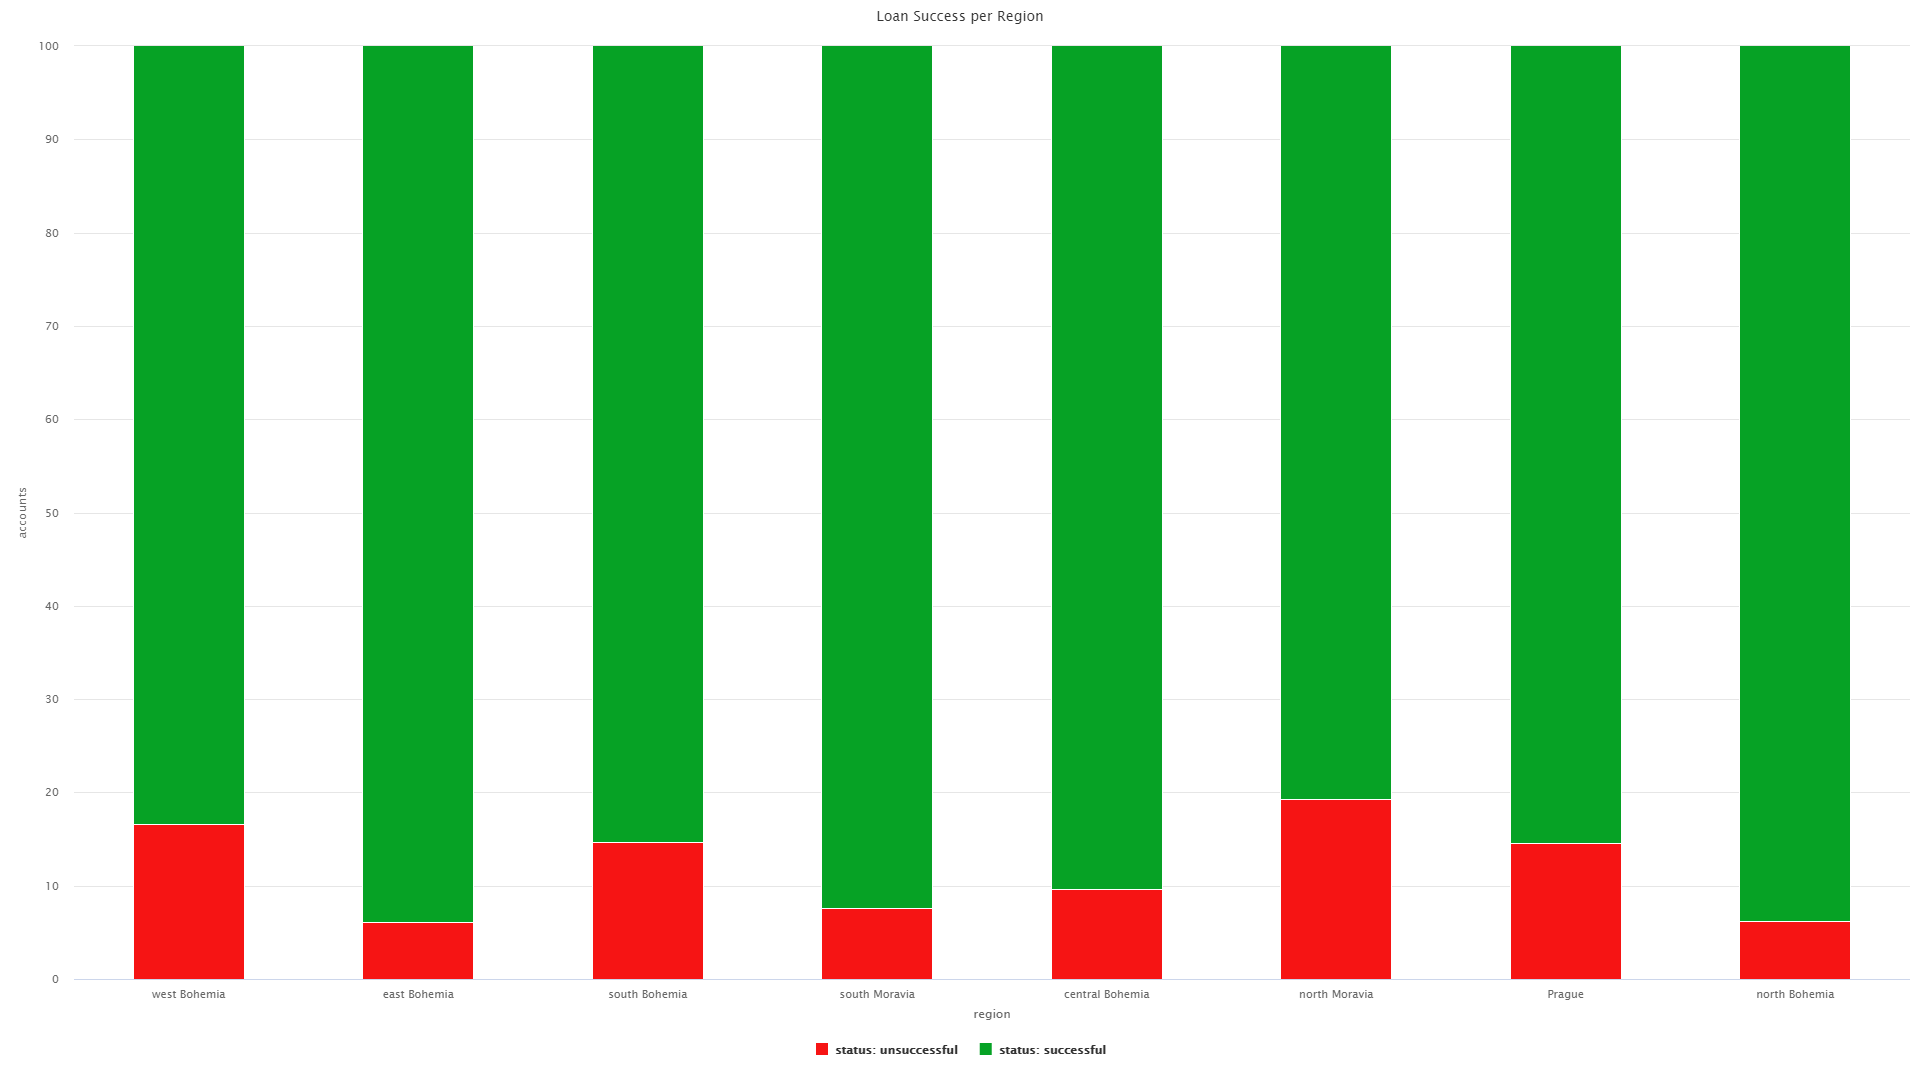 Loan Success per Region
100
90
80
70
60
50
40
30
20
10
0
accounts
west Bohemia
east Bohemia
south Bohemia
south Moravia
central Bohemia
north Moravia
Prague
north Bohemia
region
status: unsuccessful
status: successful